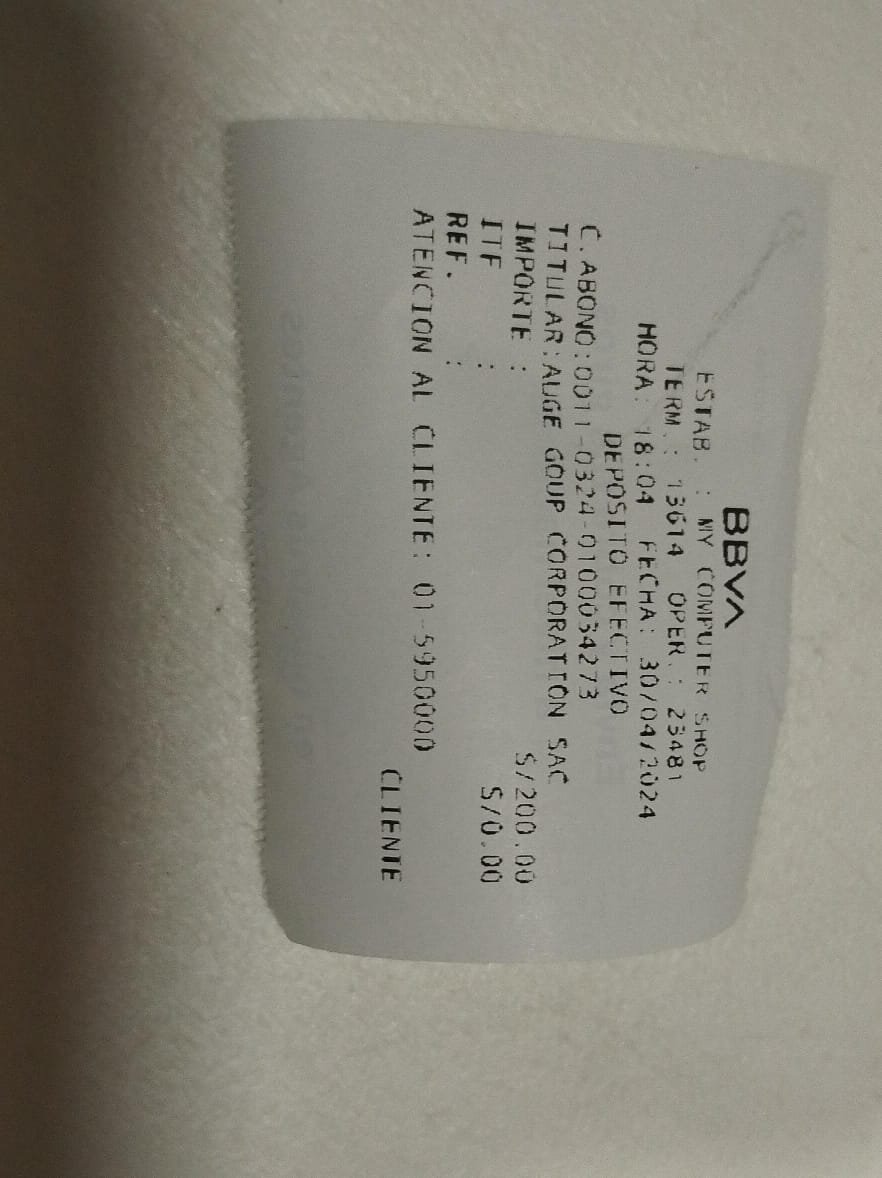 BBVA
ESTAB. : MY COMPUTER SHOP
TERM.: 13614 OPER.: 23481
HORA: 18:04 FECHA: 30/04/2024
DEPOSITO EFECTIVO
C.ABONO:0011-0324-0100034273
TITULAR:AUGE GOUP CORPORATION SAC
IMPORTE : S/200.00
ITF : S/0.00
REF. :
ATENCION AL CLIENTE: 01-5950000
CLIENTE